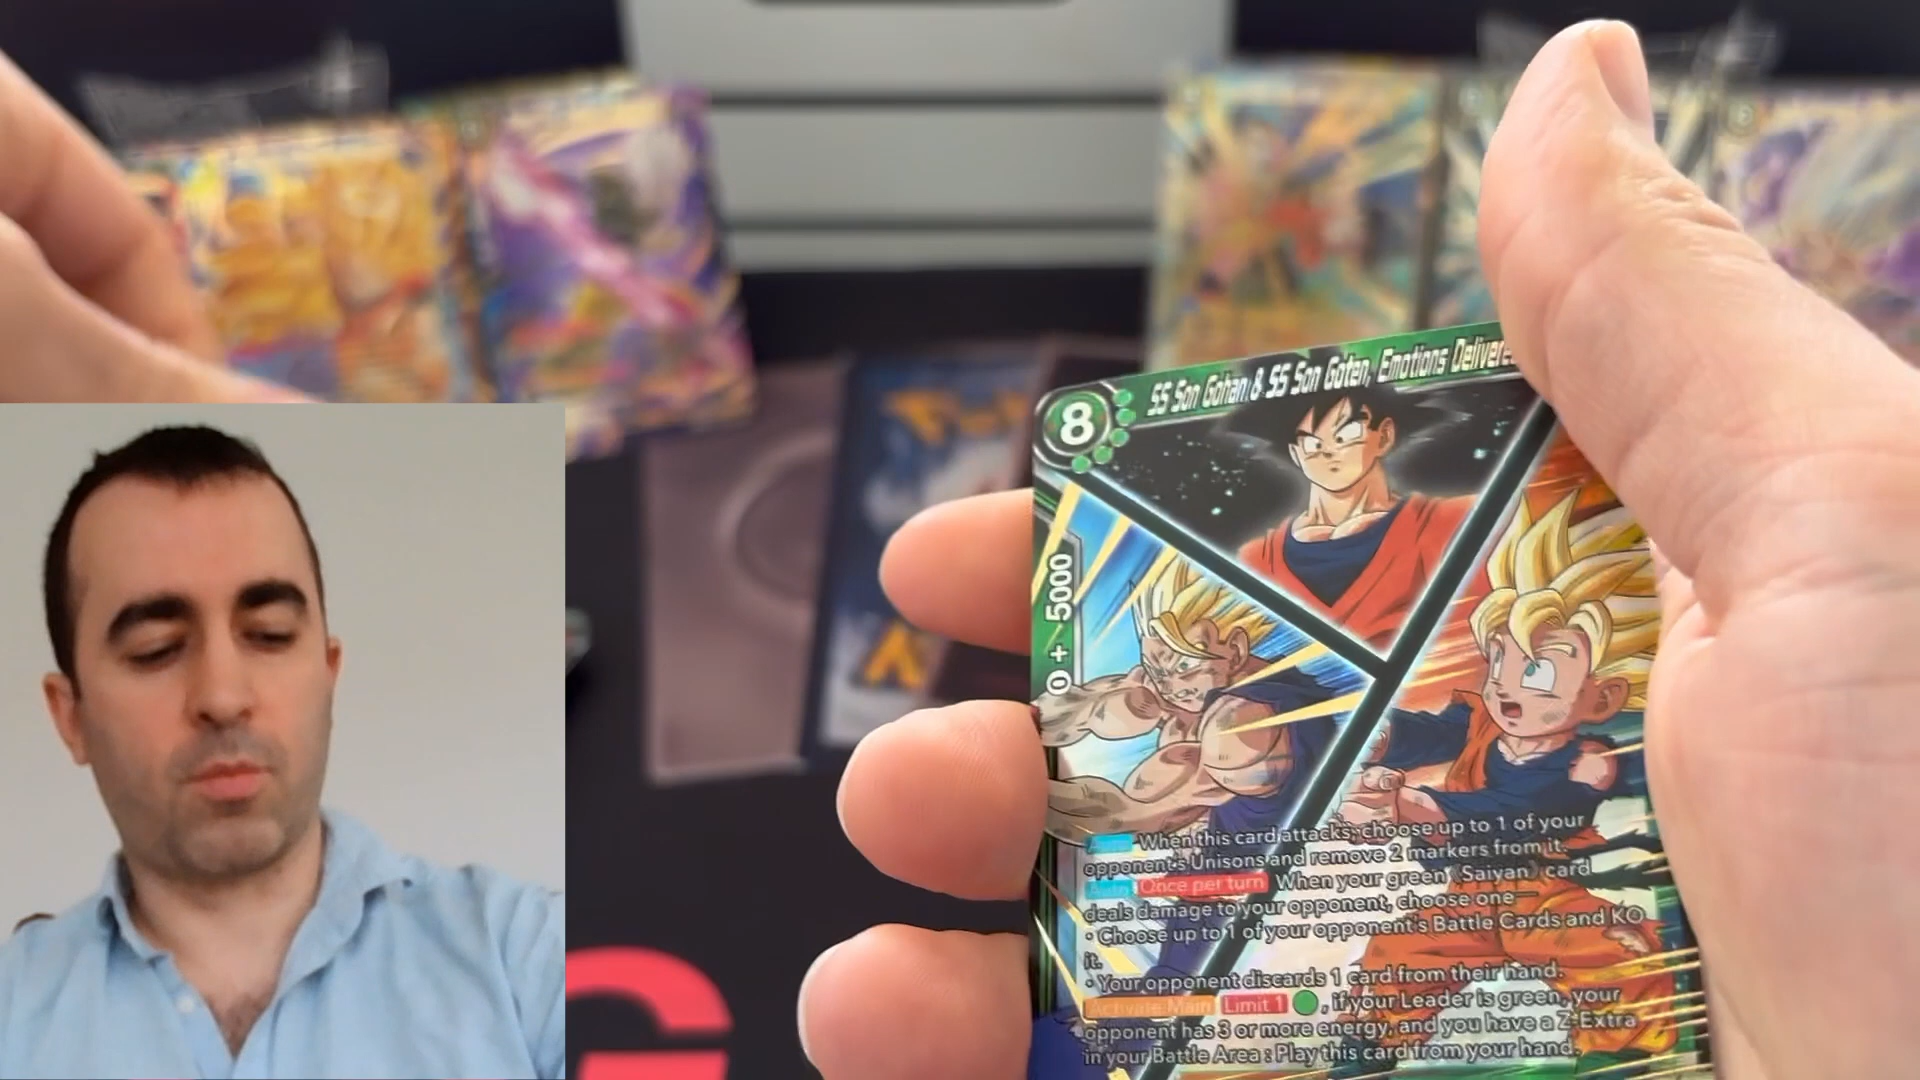 8
SS Son Gohan & SS Son Goten, Emotions Delivere
0 + 5000
Auto When this card attacks, choose up to 1 of your
opponent's Unisons and remove 2 markers from it.
Auto Once per turn When your green《Saiyan》card
deals damage to your opponent, choose one—
・Choose up to 1 of your opponent's Battle Cards and KO
it.
・Your opponent discards 1 card from their hand.
Activate:Main Limit 1 , if your Leader is green, your
opponent has 3 or more energy, and you have a Z-Extra
in your Battle Area : Play this card from your hand.